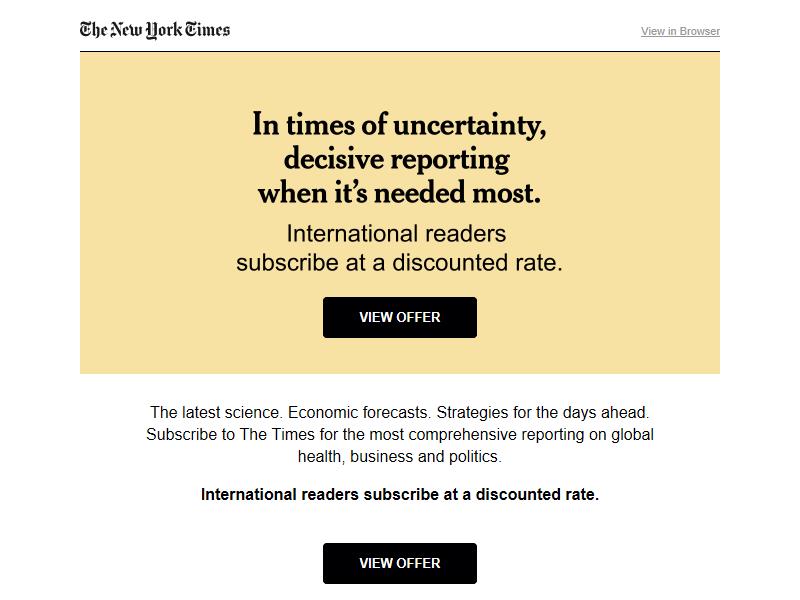 The New York Times
View in Browser
In times of uncertainty,
decisive reporting
when it’s needed most.
International readers
subscribe at a discounted rate.
VIEW OFFER
The latest science. Economic forecasts. Strategies for the days ahead.
Subscribe to The Times for the most comprehensive reporting on global
health, business and politics.
International readers subscribe at a discounted rate.
VIEW OFFER